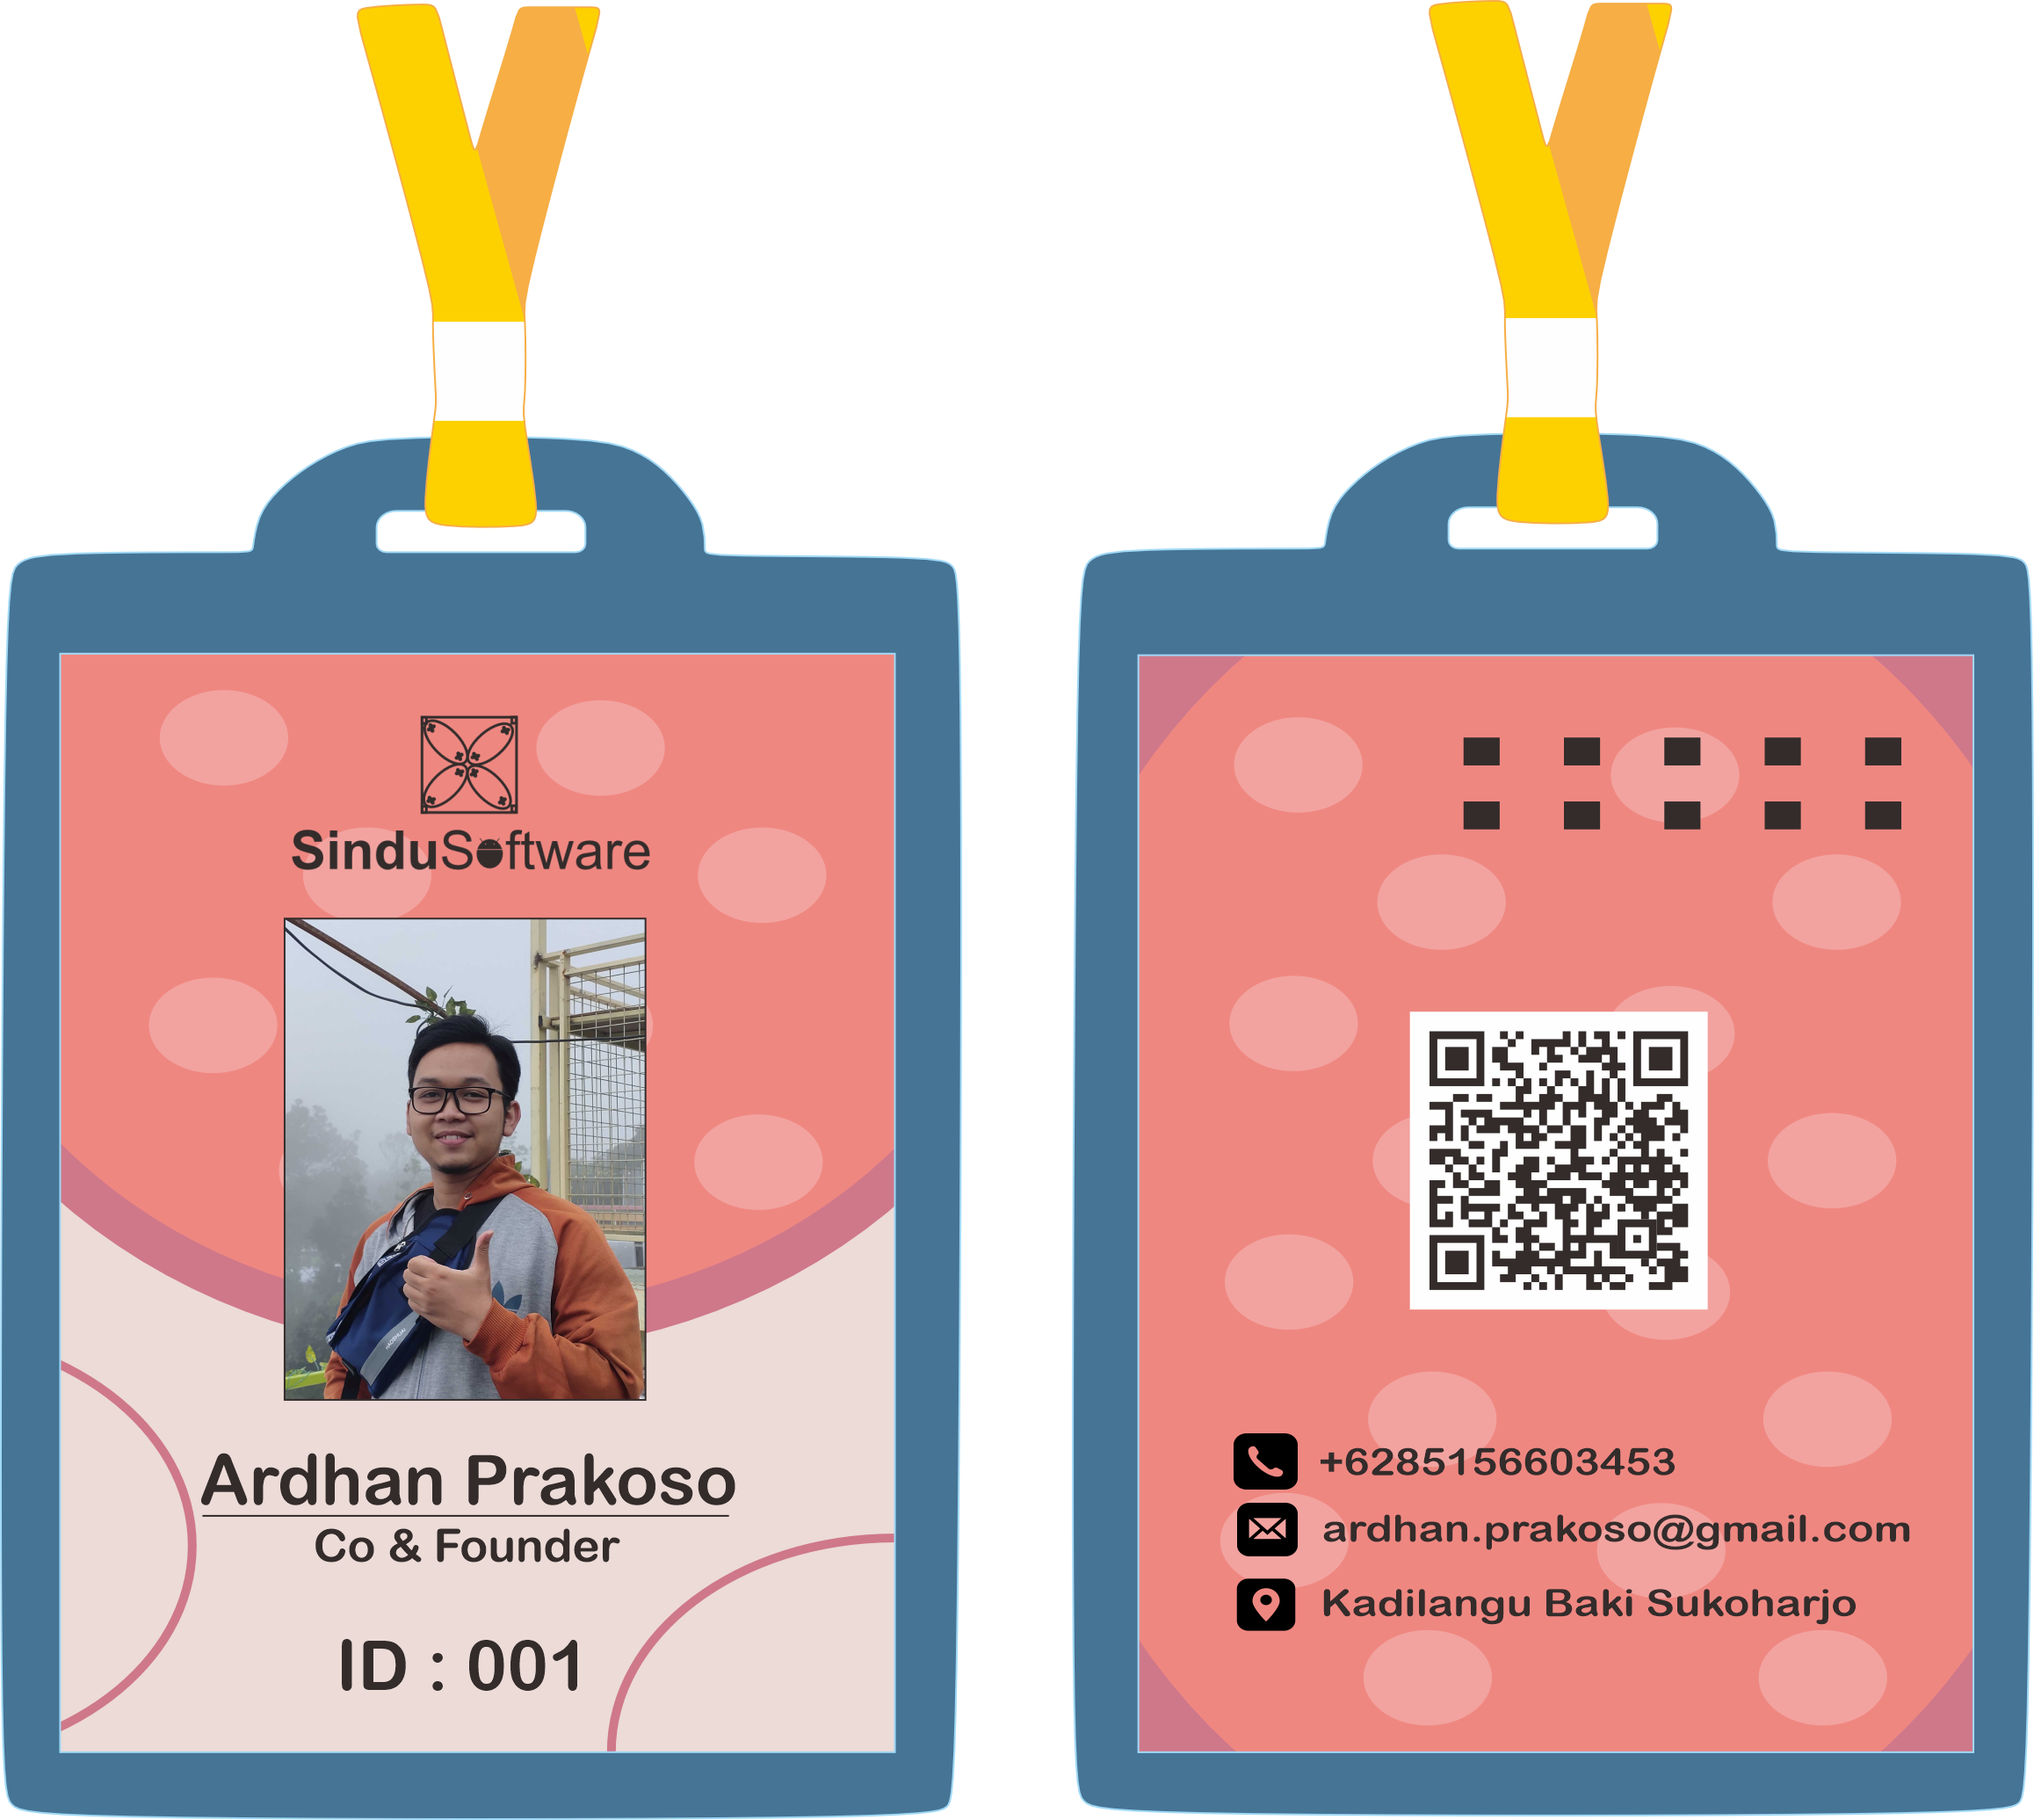 SinduSoftware
Ardhan Prakoso
Co & Founder
ID : 001
+6285156603453
ardhan.prakoso@gmail.com
Kadilangu Baki Sukoharjo